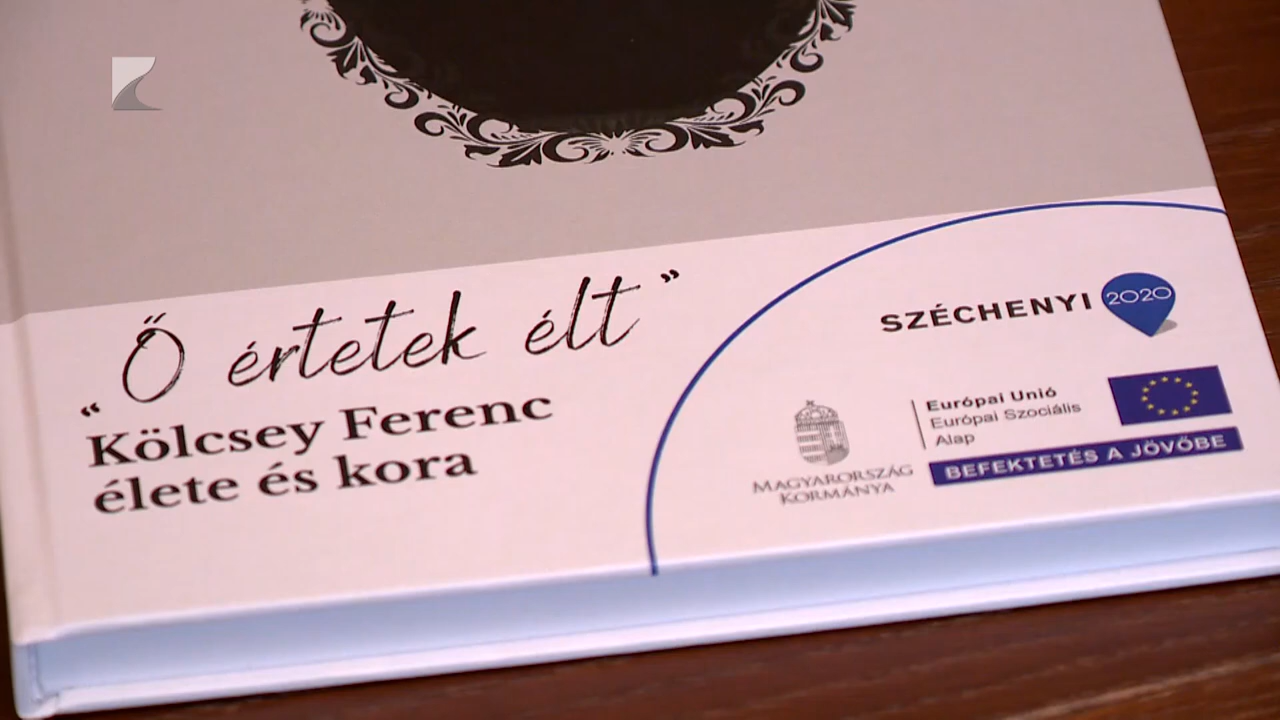 “Ő értetek élt”
Kölcsey Ferenc
élete és kora
SZÉCHENYI 2020
MAGYARORSZÁG
KORMÁNYA
Európai Unió
Európai Szociális
Alap
BEFEKTETÉS A JÖVŐBE